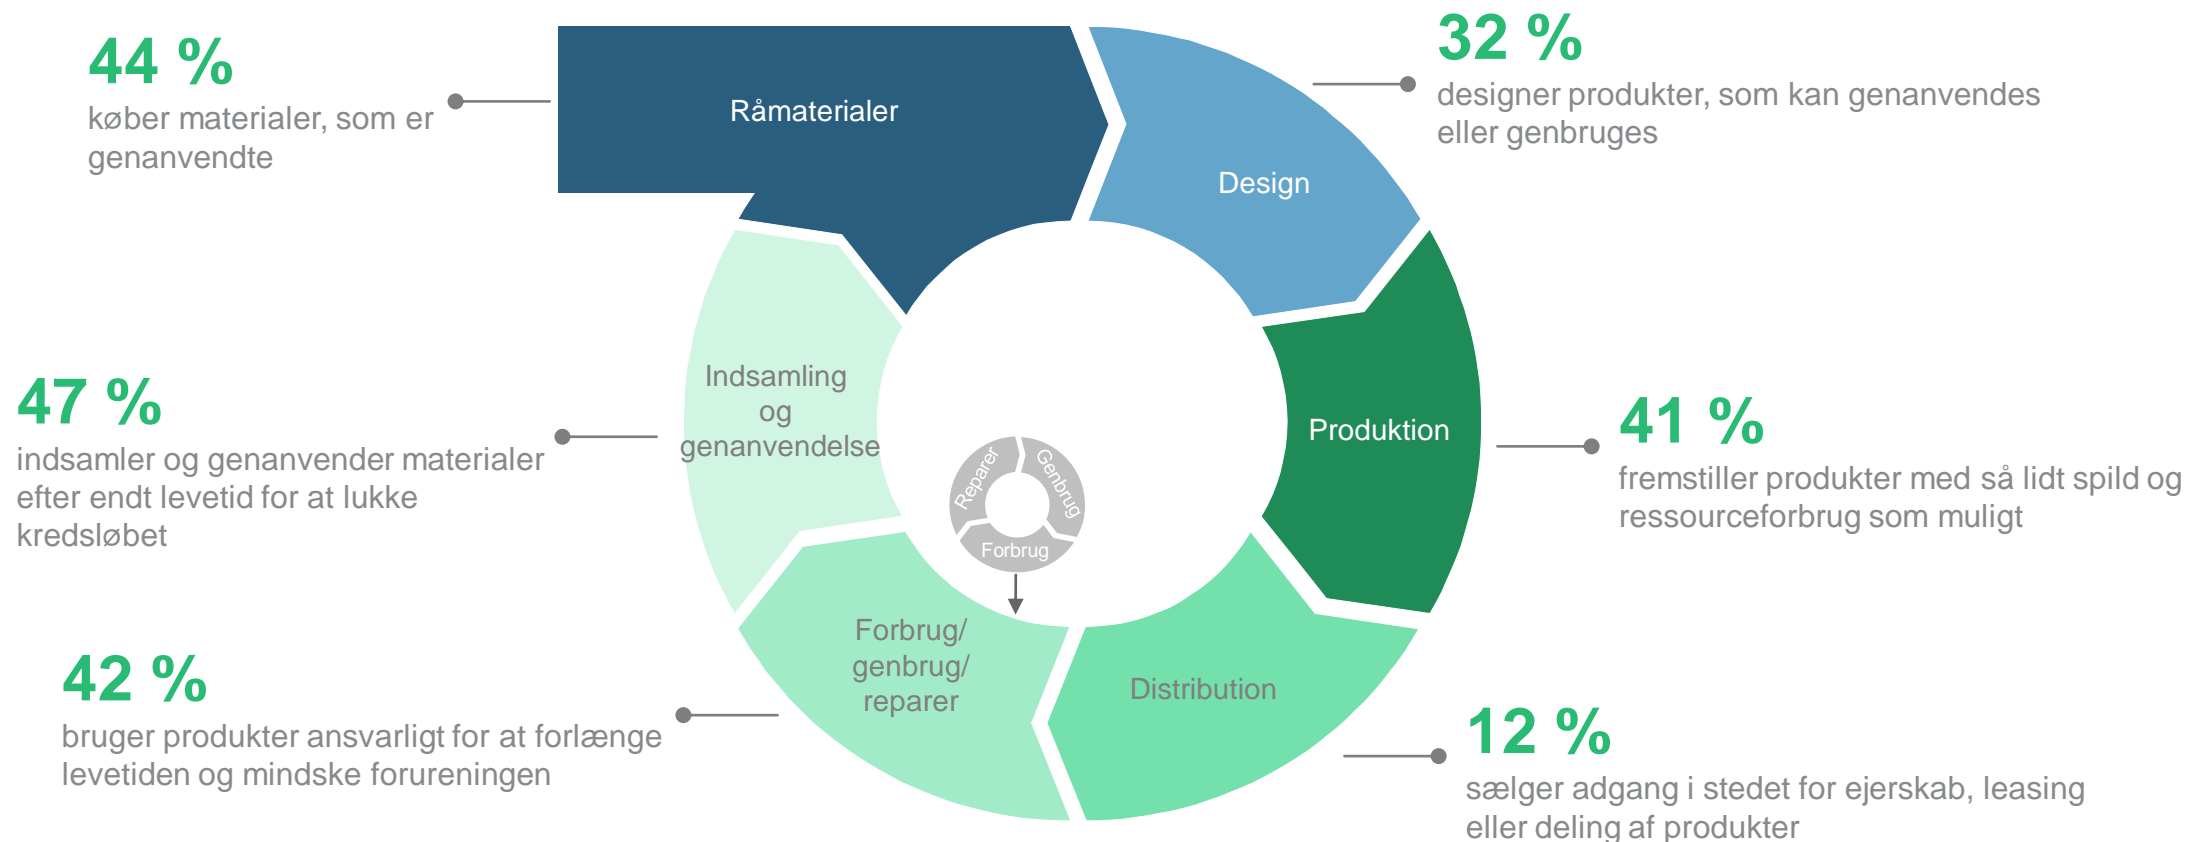 44 %
køber materialer, som er
genanvendte
Råmaterialer
32 %
designer produkter, som kan genanvendes
eller genbruges
Design
47 %
indsamler og genanvender materialer
efter endt levetid for at lukke
kredsløbet
Indsamling
og
genanvendelse
Reparer
Genbrug
Forbrug
Produktion
41 %
fremstiller produkter med så lidt spild og
ressourceforbrug som muligt
42 %
bruger produkter ansvarligt for at forlænge
levetiden og mindske forureningen
Forbrug/
genbrug/
reparer
Distribution
12 %
sælger adgang i stedet for ejerskab, leasing
eller deling af produkter